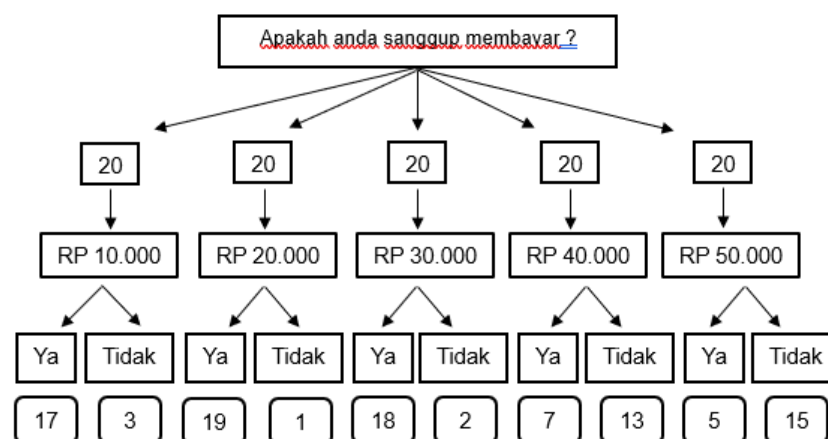 Apakah anda sanggup membayar ?
20 20 20 20 20
RP 10.000 RP 20.000 RP 30.000 RP 40.000 RP 50.000
Ya Tidak Ya Tidak Ya Tidak Ya Tidak Ya Tidak
17 3 19 1 18 2 7 13 5 15